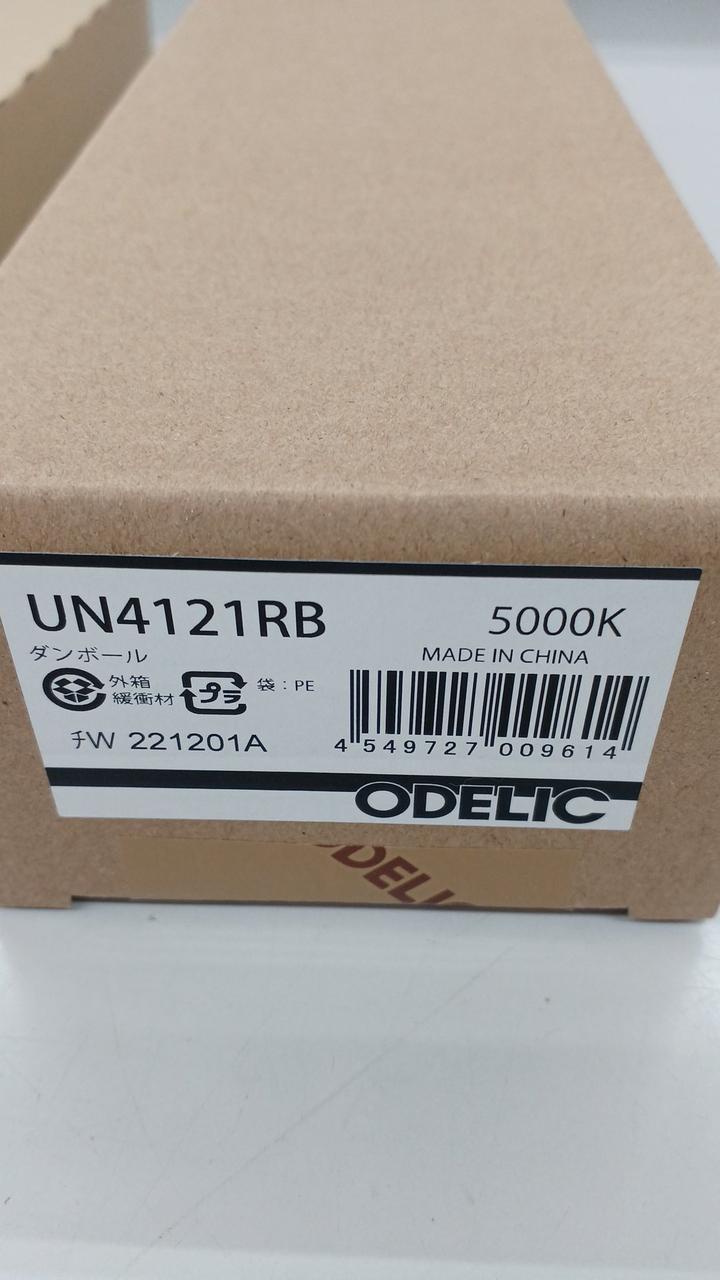 UN4121RB 5000K
ダンボール MADE IN CHINA
外箱
緩衝材
プラ 袋：PE
ﾁW 221201A
4 549727 009614
ODELIC
ODELIC